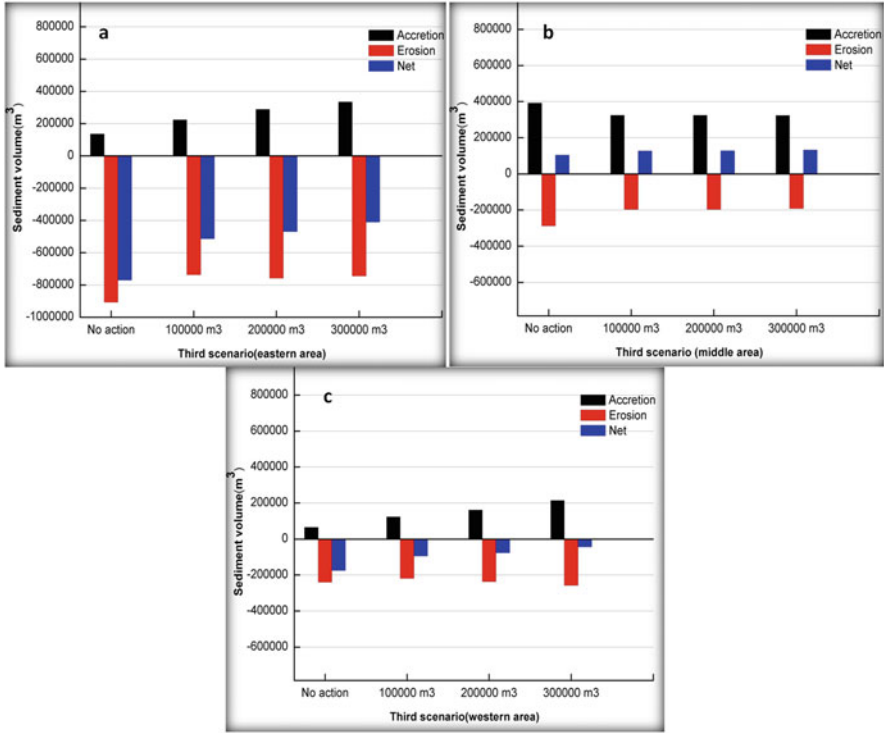 a
Accretion
Erosion
Net
800000
600000
400000
200000
0
-200000
-400000
-600000
-800000
-1000000
Sediment volume(m3)
No action 100000 m3 200000 m3 300000 m3
Third scenario(eastern area)
b
Accretion
Erosion
Net
800000
600000
400000
200000
0
-200000
-400000
-600000
Sediment volume(m3)
No action 100000 m3 200000 m3 300000 m3
Third scenario (middle area)
c
Accretion
Erosion
Net
800000
600000
400000
200000
0
-200000
-400000
-600000
Sediment volume(m3)
No action 100000 m3 200000 m3 300000 m3
Third scenario(western area)